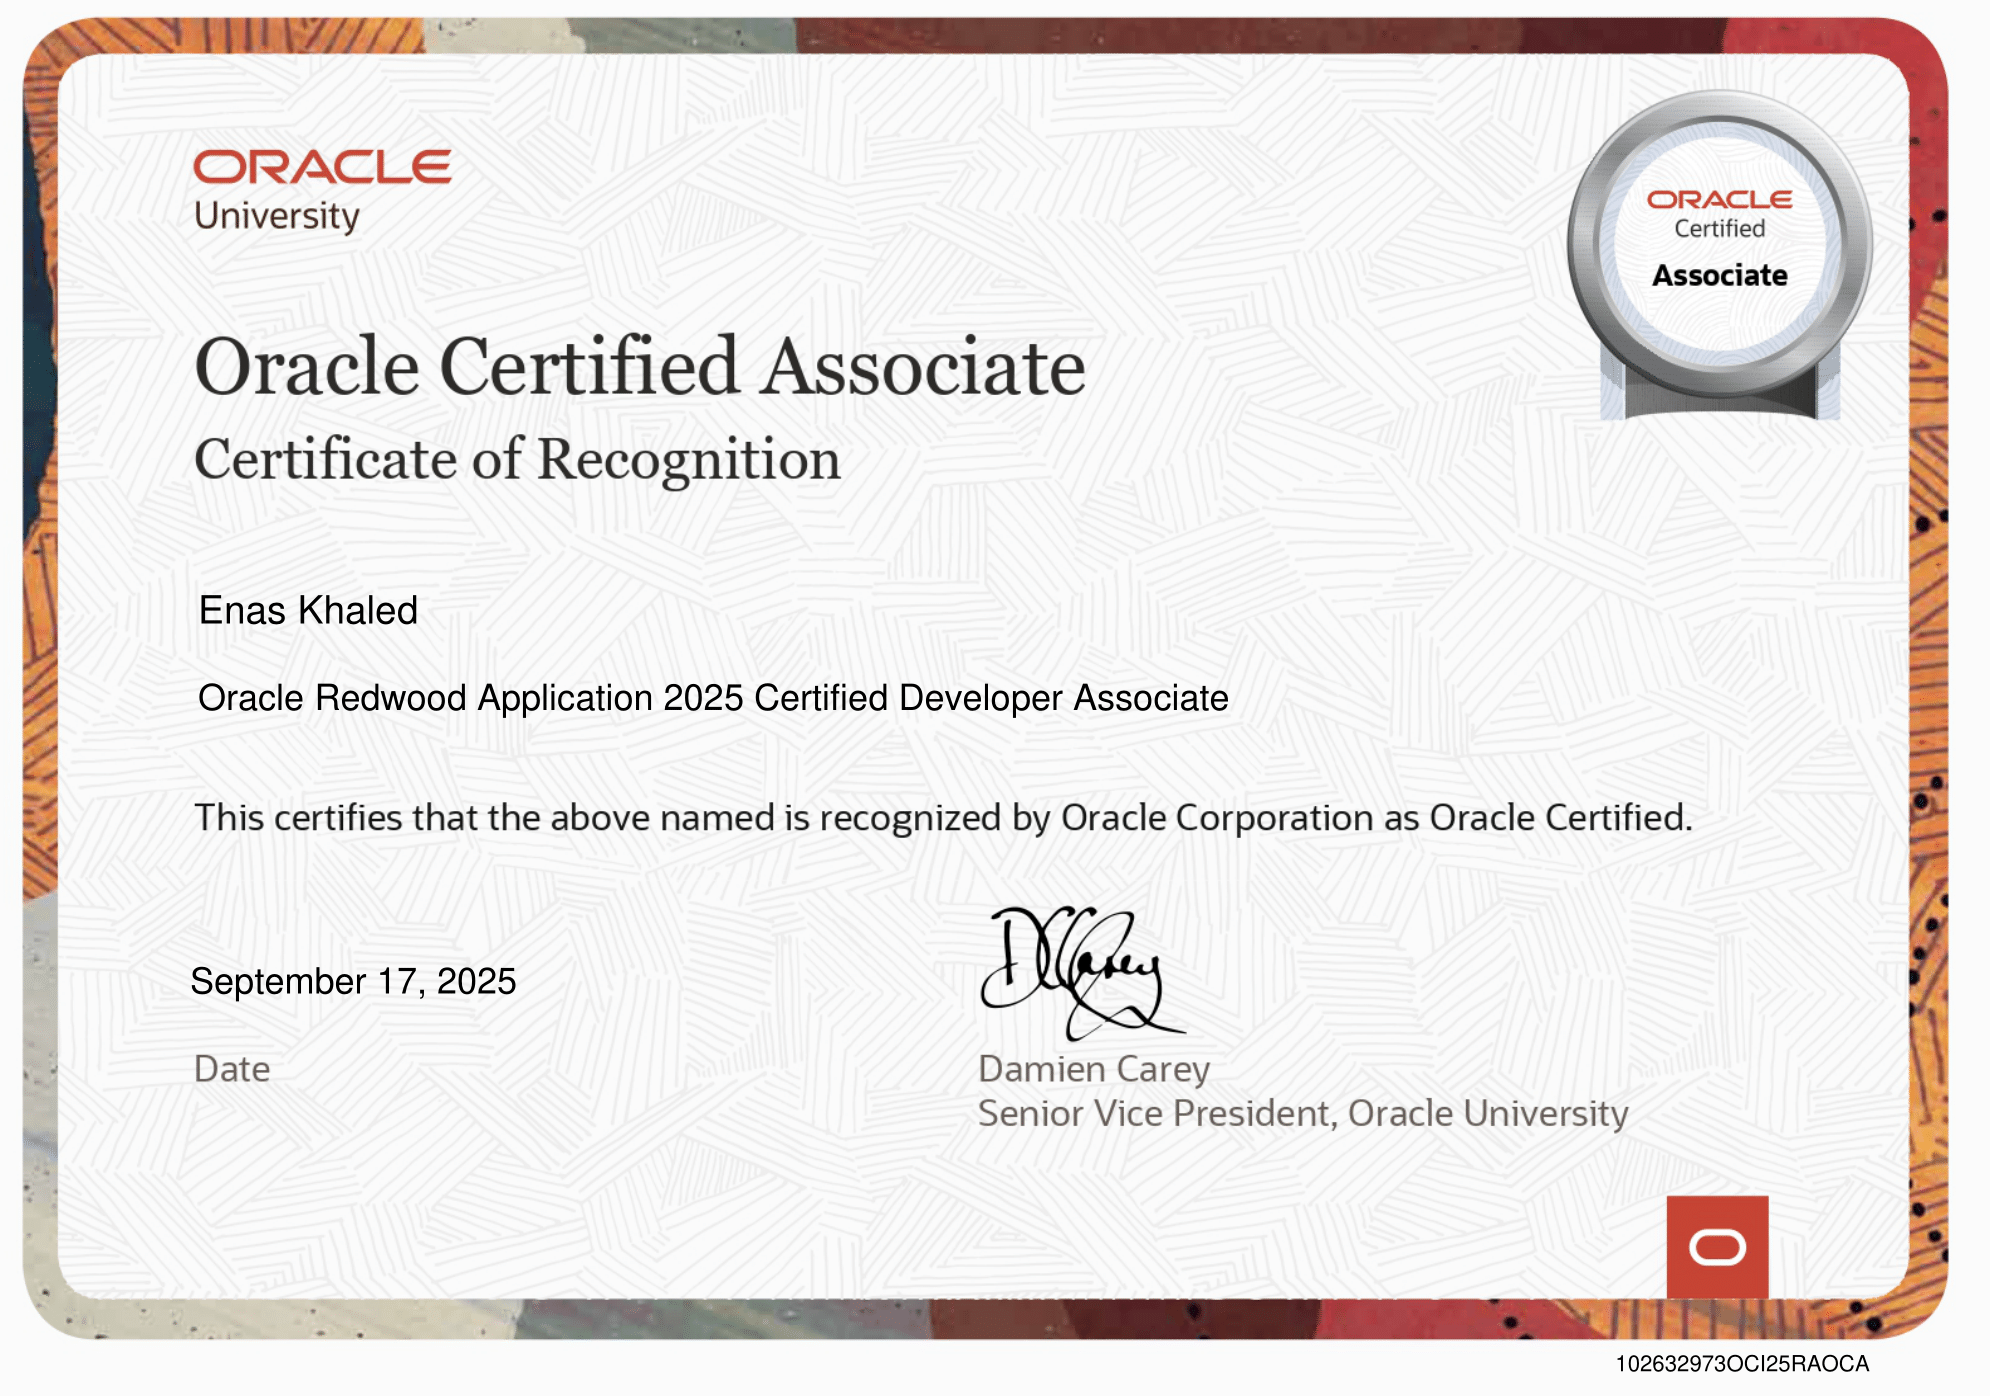 ORACLE
University
ORACLE
Certified
Associate
Oracle Certified Associate
Certificate of Recognition
Enas Khaled
Oracle Redwood Application 2025 Certified Developer Associate
This certifies that the above named is recognized by Oracle Corporation as Oracle Certified.
DCarey
September 17, 2025
Date
Damien Carey
Senior Vice President, Oracle University
102632973OCI25RAOCA